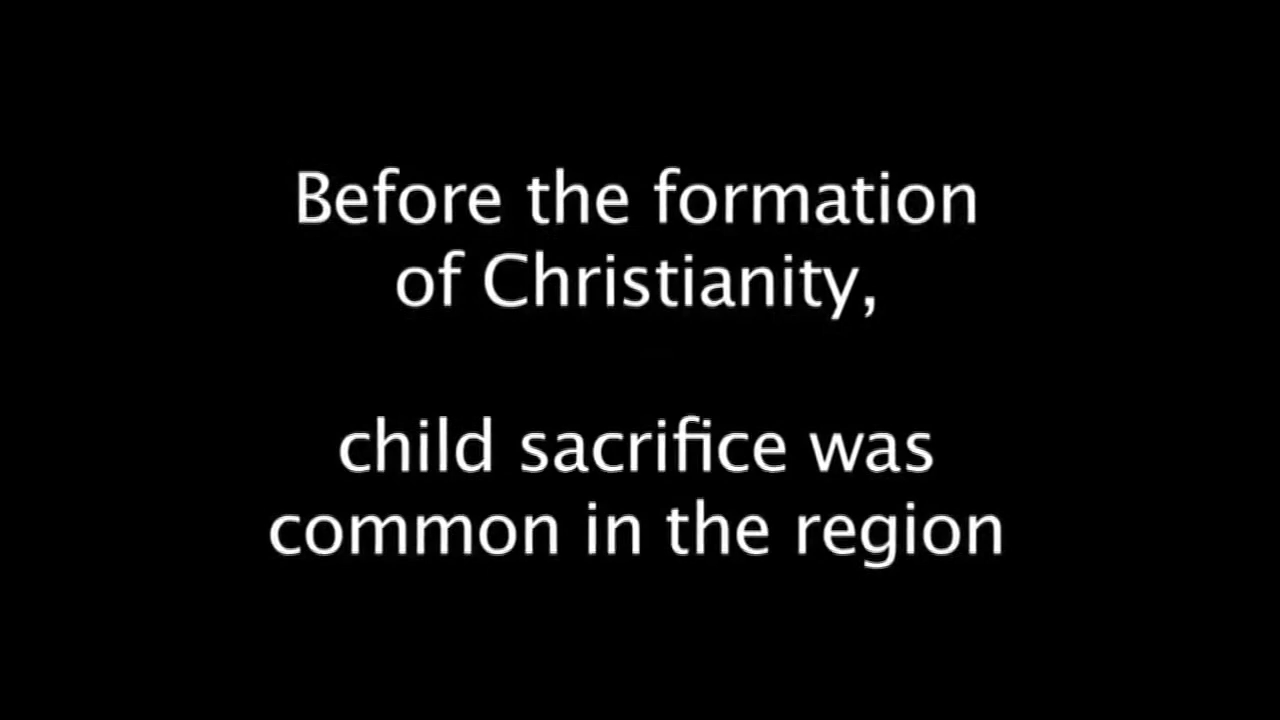 Before the formation
of Christianity,
child sacrifice was
common in the region